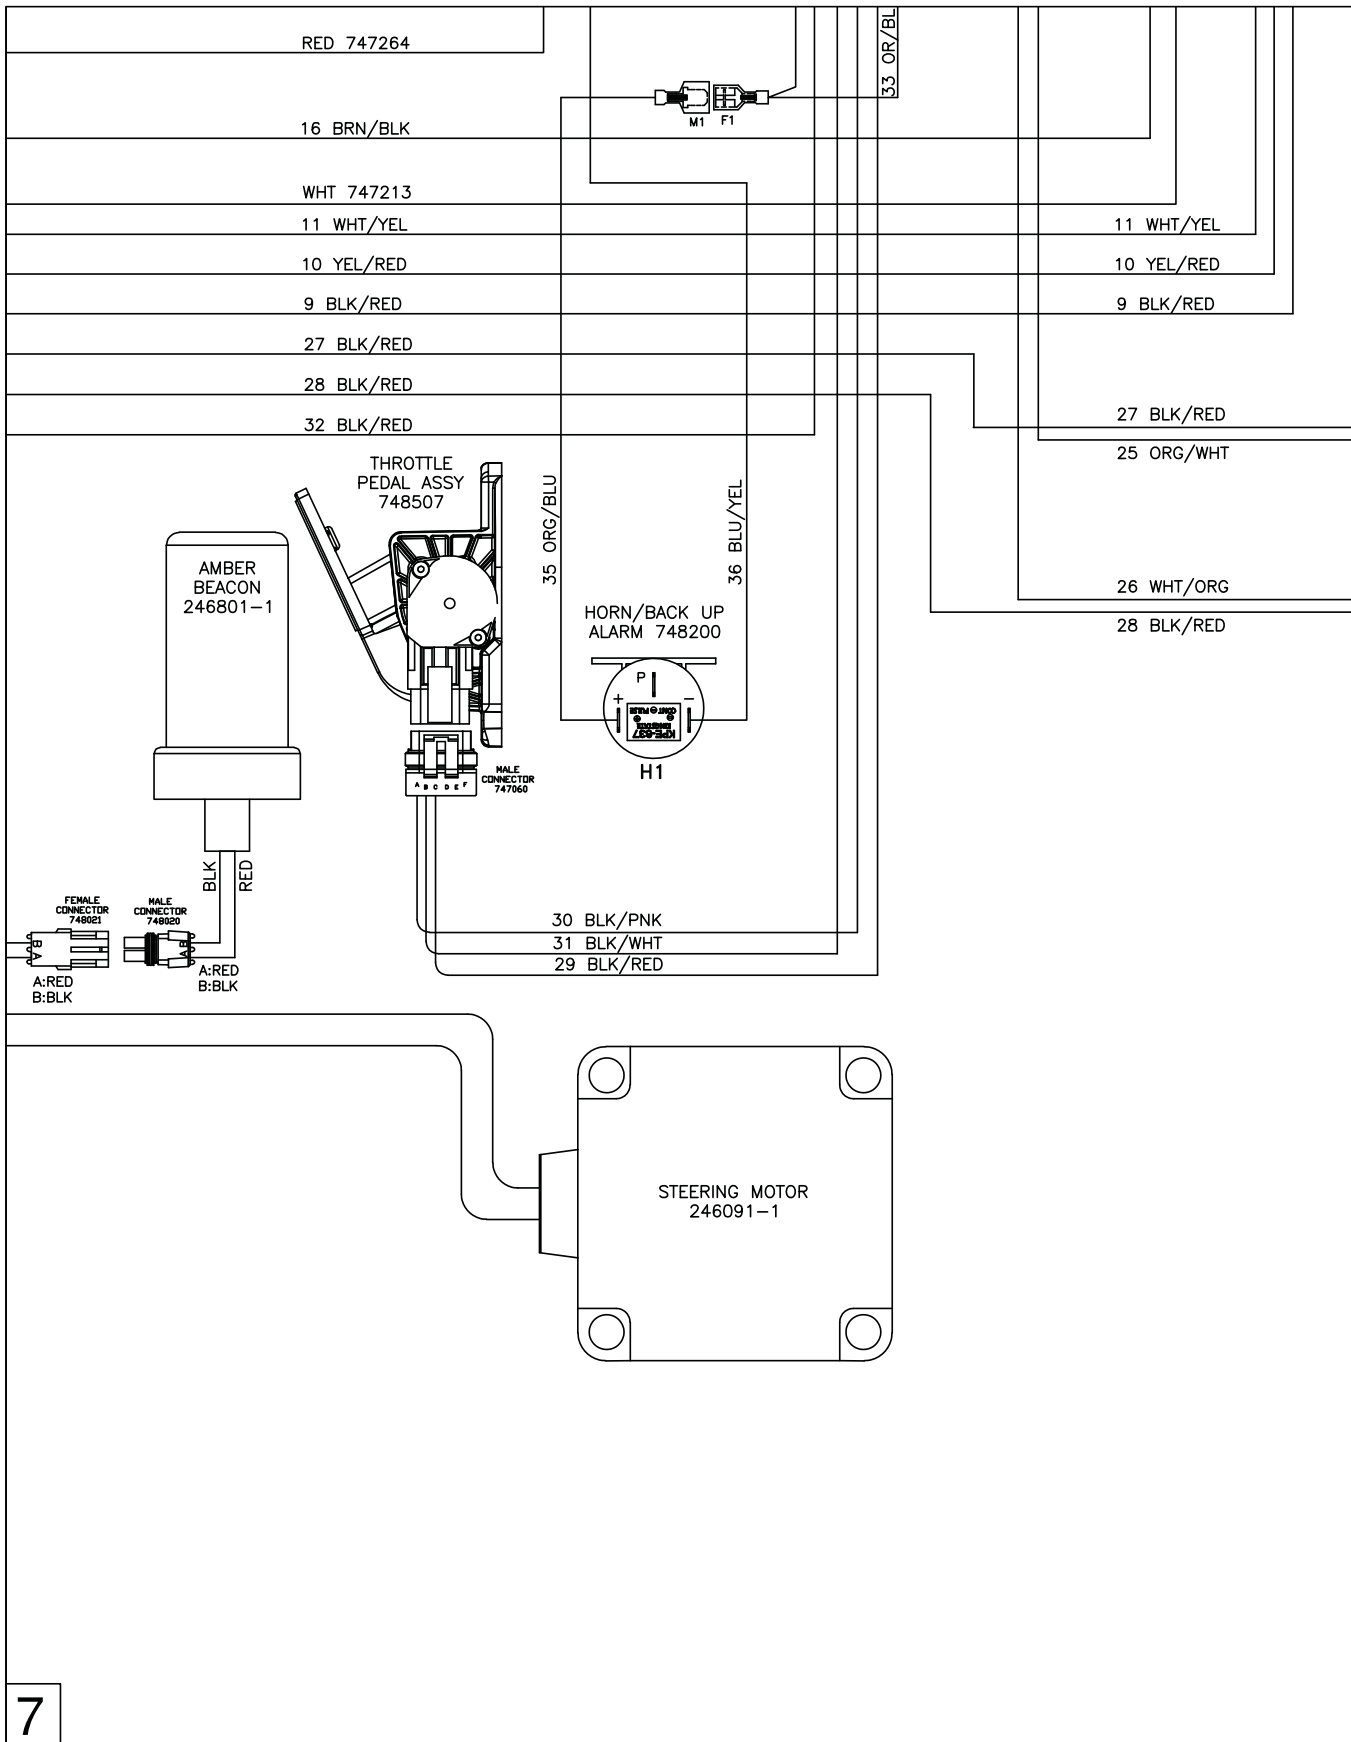 RED 747264
33 OR/BL
M1 F1
16 BRN/BLK
WHT 747213
11 WHT/YEL
11 WHT/YEL
10 YEL/RED
10 YEL/RED
9 BLK/RED
9 BLK/RED
27 BLK/RED
28 BLK/RED
27 BLK/RED
32 BLK/RED
25 ORG/WHT
THROTTLE
PEDAL ASSY
748507
35 ORG/BLU
36 BLU/YEL
AMBER
BEACON
246801-1
26 WHT/ORG
28 BLK/RED
HORN/BACK UP
ALARM 748200
P
+ -
CONT PULSE
KPE-637
H1
MALE
CONNECTOR
747060
A B C D E F
BLK
RED
FEMALE
CONNECTOR
748021
MALE
CONNECTOR
748020
B
A
B
A
A:RED
B:BLK
A:RED
B:BLK
30 BLK/PNK
31 BLK/WHT
29 BLK/RED
STEERING MOTOR
246091-1
7